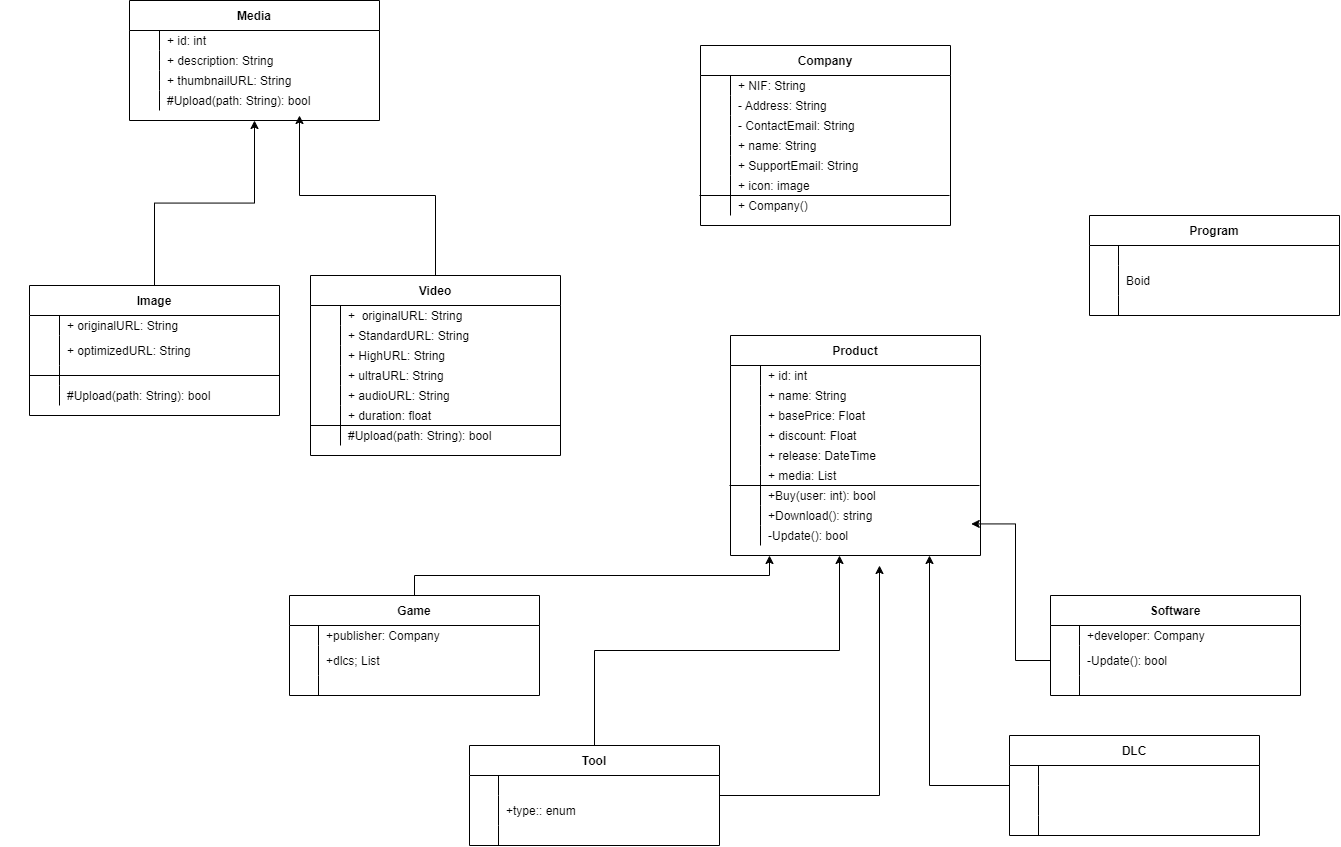 Media
+ id: int
+ description: String
+ thumbnailURL: String
#Upload(path: String): bool
Company
+ NIF: String
- Address: String
- ContactEmail: String
+ name: String
+ SupportEmail: String
+ icon: image
+ Company()
Program
Boid
Image
+ originalURL: String
+ optimizedURL: String
#Upload(path: String): bool
Video
+ originalURL: String
+ StandardURL: String
+ HighURL: String
+ ultraURL: String
+ audioURL: String
+ duration: float
#Upload(path: String): bool
Product
+ id: int
+ name: String
+ basePrice: Float
+ discount: Float
+ release: DateTime
+ media: List
+Buy(user: int): bool
+Download(): string
-Update(): bool
Game
+publisher: Company
+dlcs; List
Software
+developer: Company
-Update(): bool
Tool
+type:: enum
DLC